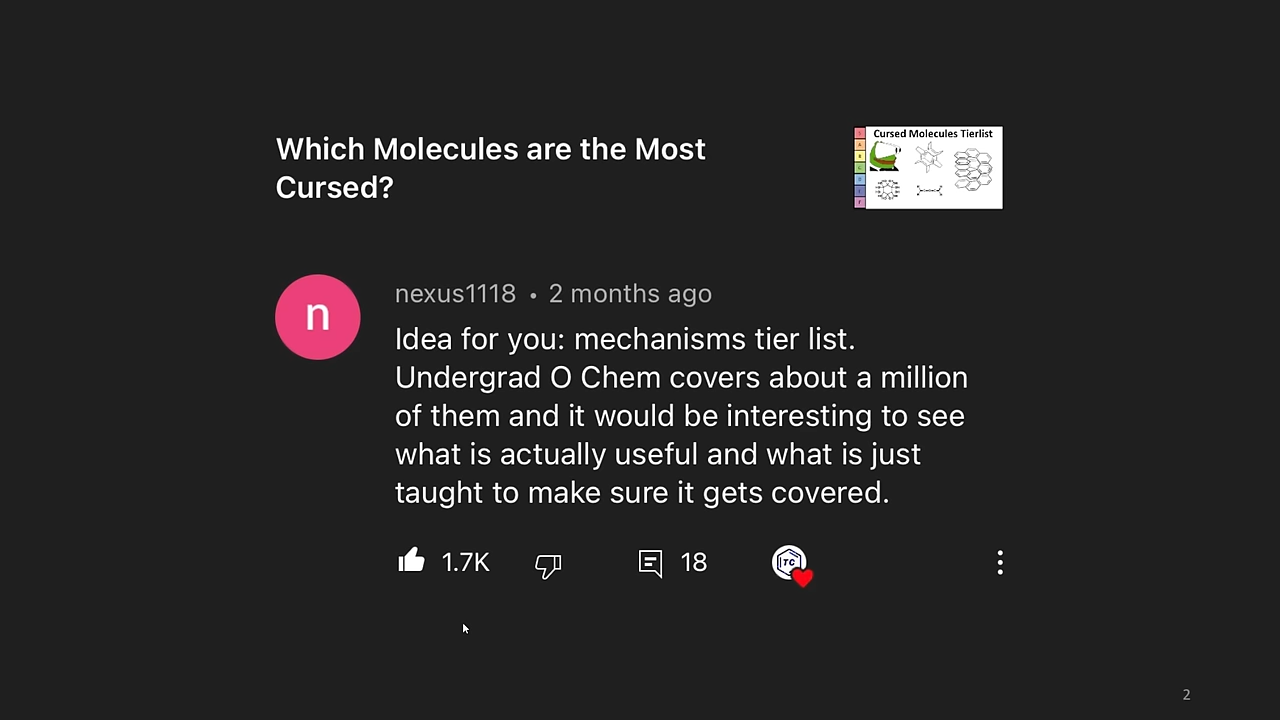 Which Molecules are the Most
Cursed?
Cursed Molecules Tierlist
n
nexus1118 • 2 months ago
Idea for you: mechanisms tier list.
Undergrad O Chem covers about a million
of them and it would be interesting to see
what is actually useful and what is just
taught to make sure it gets covered.
1.7K
18
TC
2